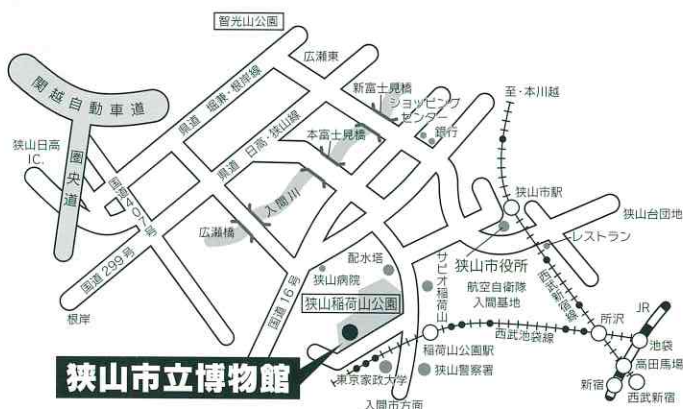 智光山公園
関越自動車道
圏央道
狭山日高
IC.
県道 堀兼・根岸線
県道 日高・狭山線
広瀬東
新富士見橋
ショッピング
センター
銀行
本富士見橋
入間川
広瀬橋
国道407号
国道299号
根岸
国道16号
至・本川越
狭山市駅
狭山台団地
レストラン
狭山市役所
航空自衛隊
入間基地
西武新宿線
配水塔
狭山病院
サピオ稲荷山
狭山稲荷山公園
狭山市立博物館
稲荷山公園駅
西武池袋線
東京家政大学
狭山警察署
入間市方面
所沢
JR
池袋
高田馬場
新宿
西武新宿